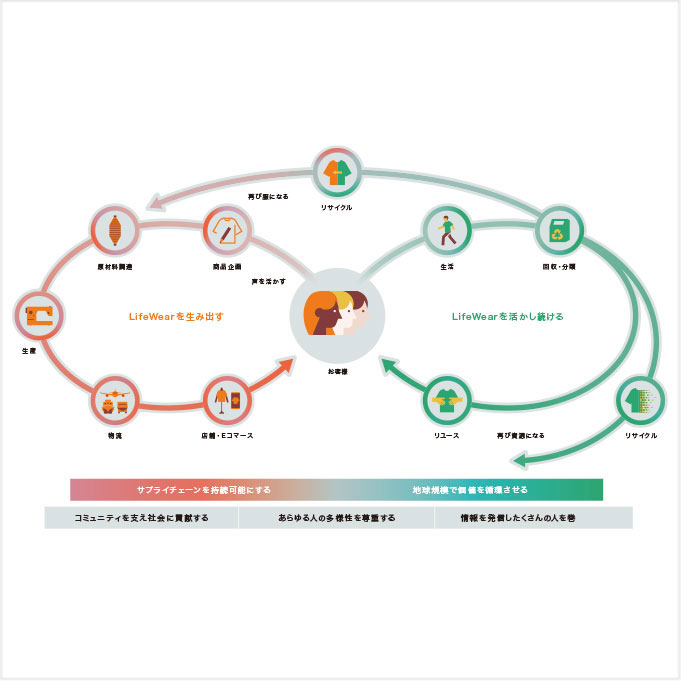 再び服になる
リサイクル
原材料調達
商品企画
生活
回収・分類
声を活かす
LifeWearを生み出す
LifeWearを活かし続ける
生産
お客様
物流
店舗・Eコマース
リユース
再び資源になる
リサイクル
サプライチェーンを持続可能にする
地球規模で価値を循環させる
コミュニティを支え社会に貢献する
あらゆる人の多様性を尊重する
情報を発信したくさんの人を巻